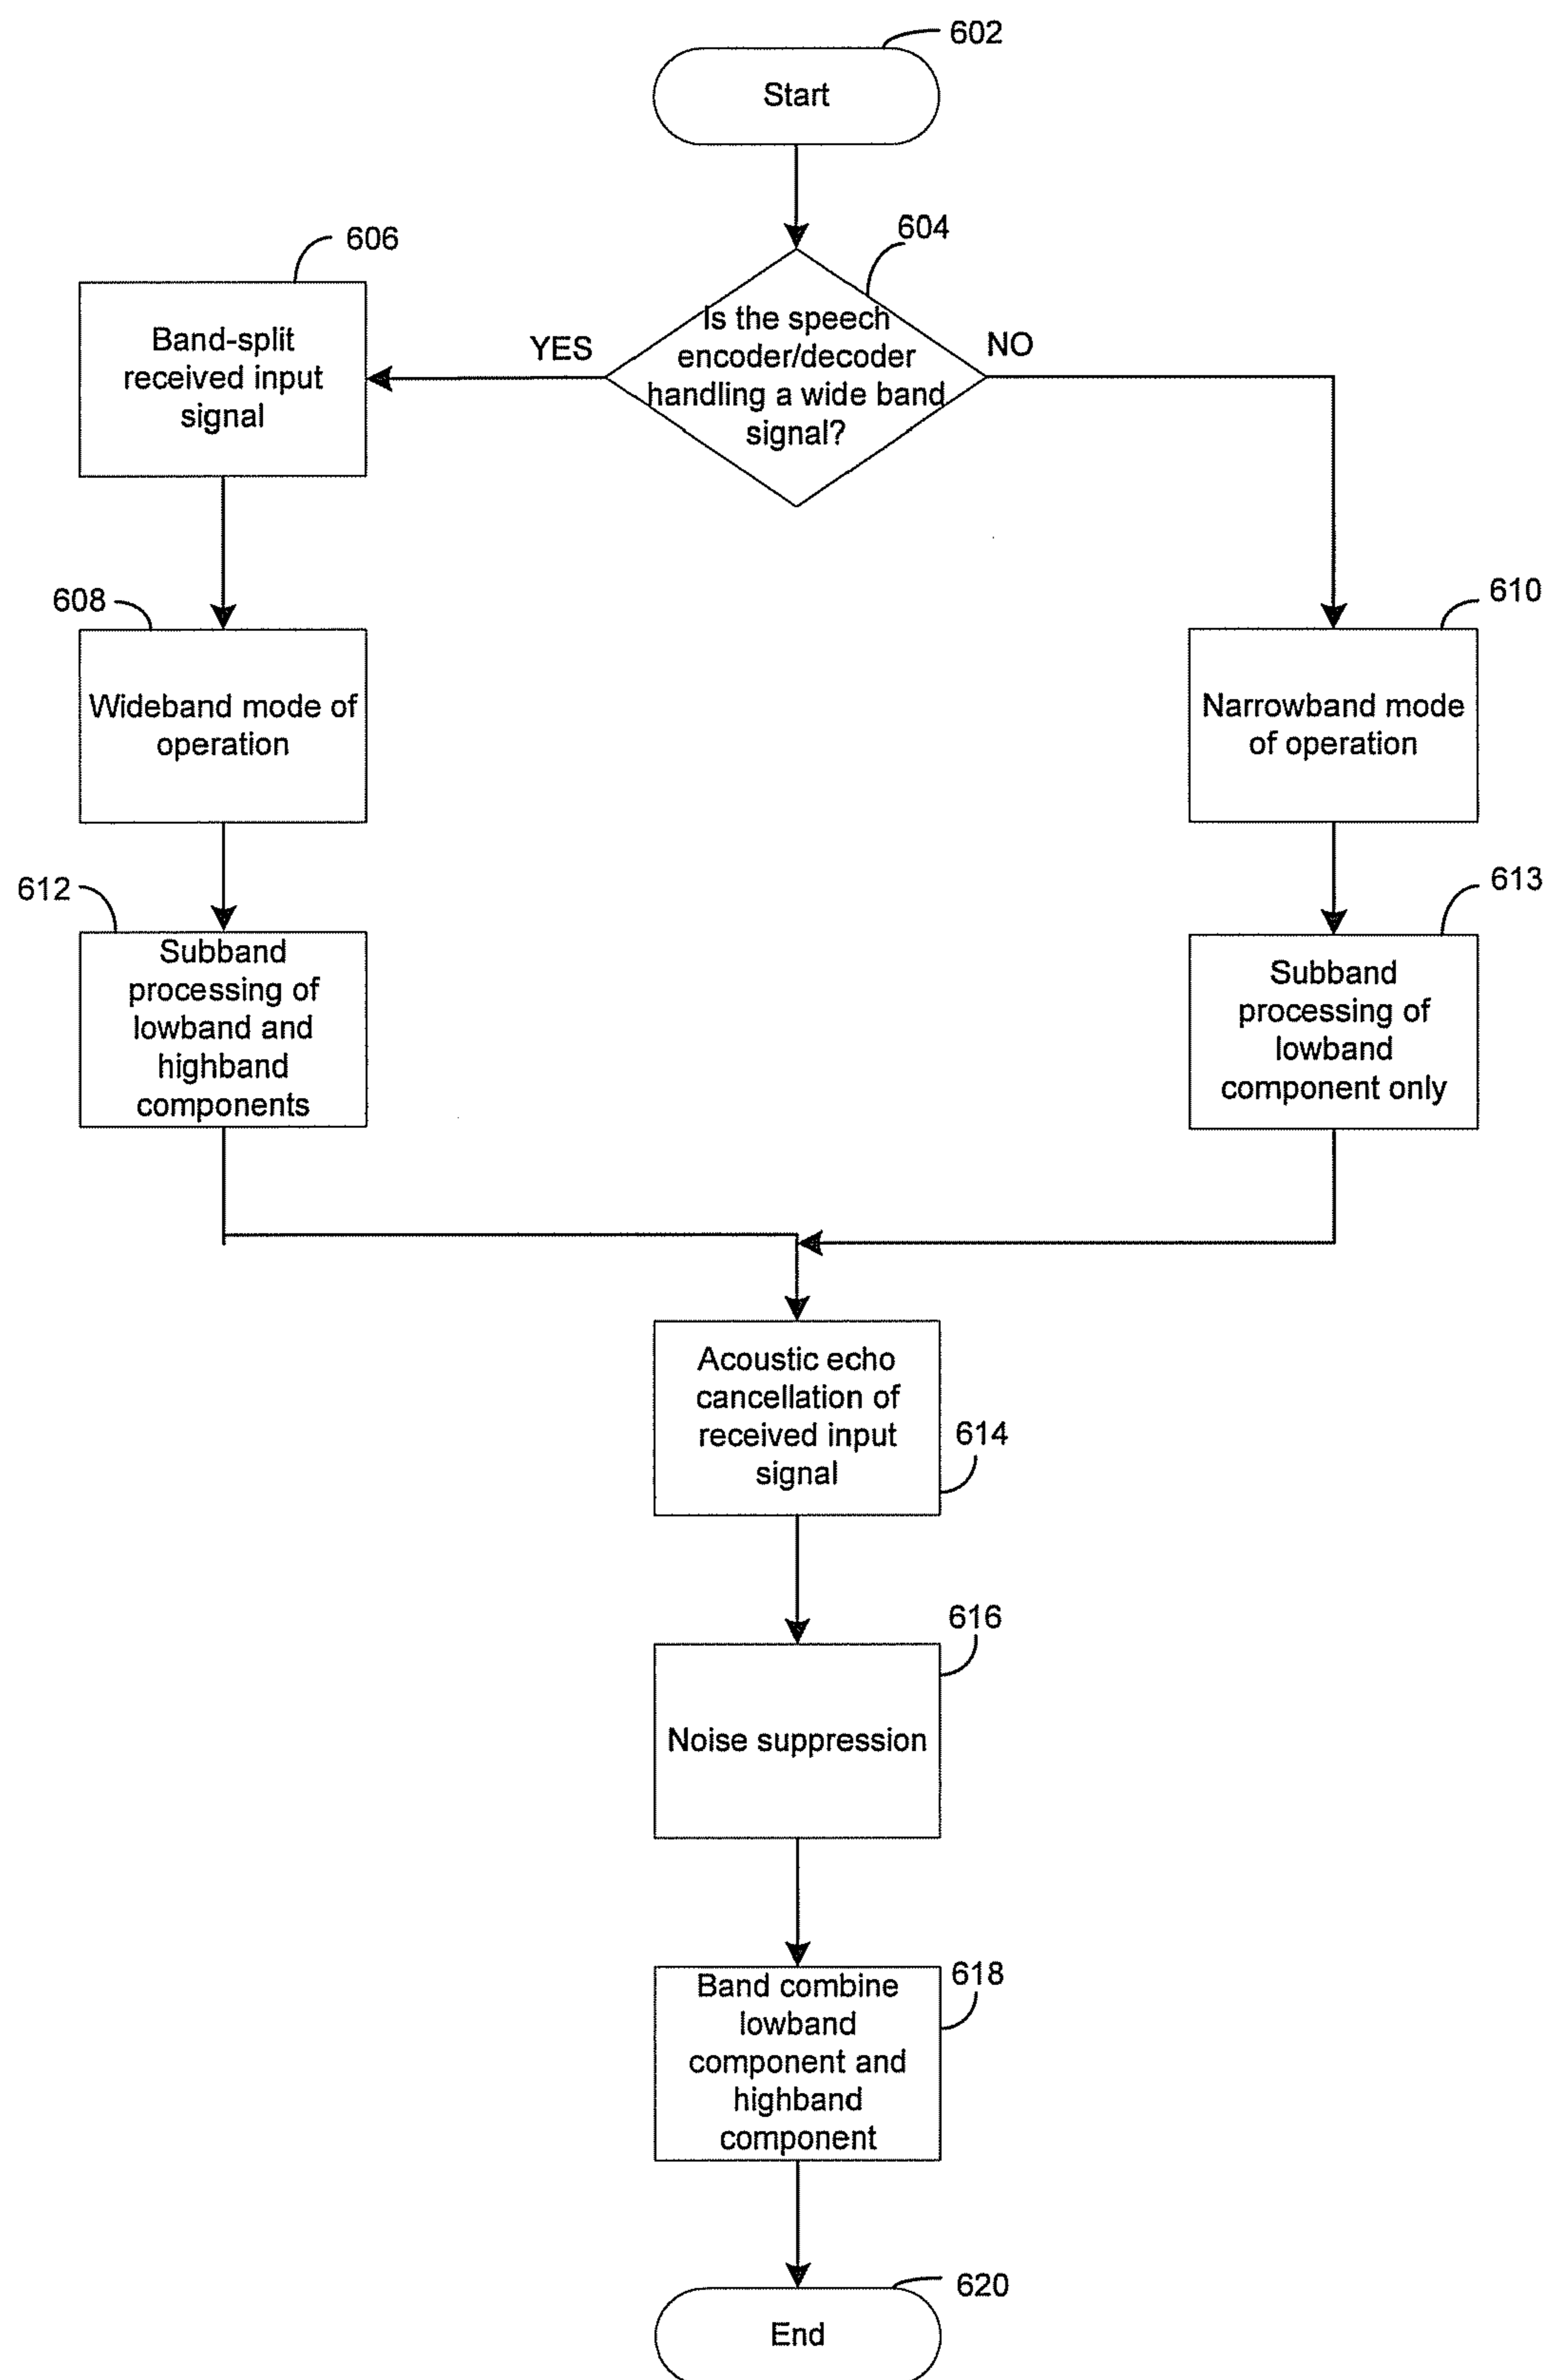 602
Start
604
606
Is the speech
encoder/decoder
handling a wide band
signal?
YES
NO
Band-split
received input
signal
608
610
Wideband mode of
operation
Narrowband mode
of operation
612
613
Subband
processing of
lowband and
highband
components
Subband
processing of
lowband
component only
Acoustic echo
cancellation of
received input
signal
614
616
Noise suppression
618
Band combine
lowband
component and
highband
component
620
End